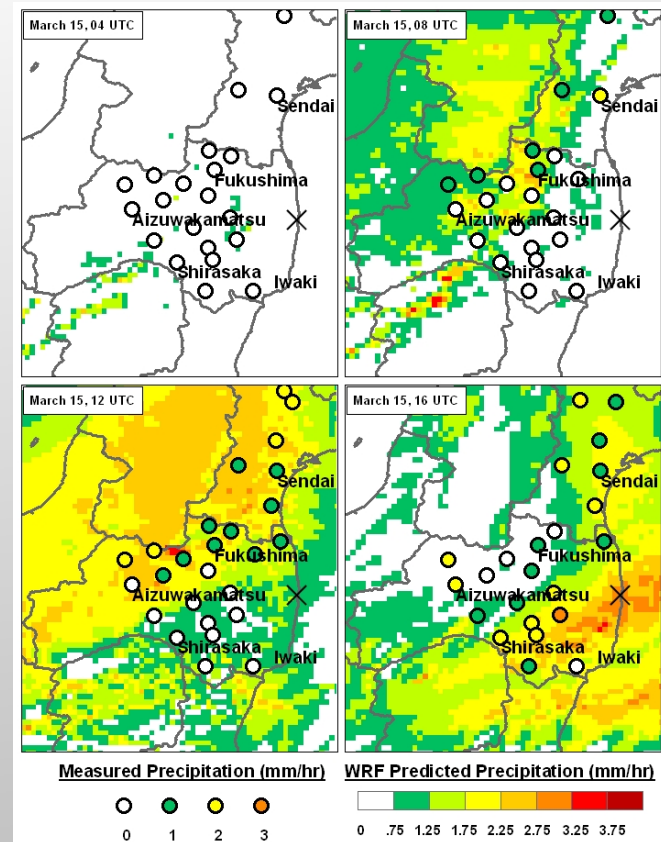 March 15, 04 UTC
Sendai
Fukushima
Aizuwakamatsu
Shirasaka
Iwaki
March 15, 08 UTC
Sendai
Fukushima
Aizuwakamatsu
Shirasaka
Iwaki
March 15, 12 UTC
Sendai
Fukushima
Aizuwakamatsu
Shirasaka
Iwaki
March 15, 16 UTC
Sendai
Fukushima
Aizuwakamatsu
Shirasaka
Iwaki
Measured Precipitation (mm/hr)
0 1 2 3
WRF Predicted Precipitation (mm/hr)
0 .75 1.25 1.75 2.25 2.75 3.25 3.75